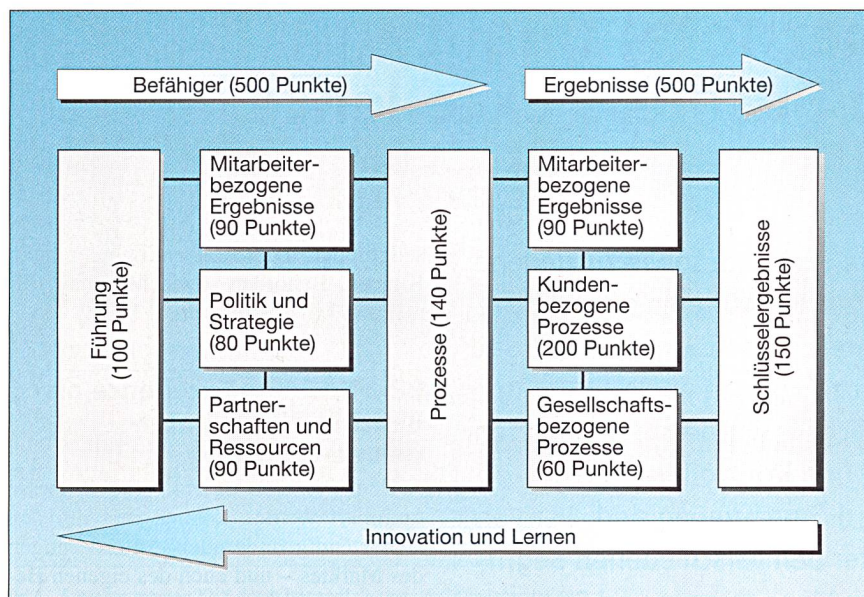 Befähiger (500 Punkte)
Ergebnisse (500 Punkte)
Führung
(100 Punkte)
Mitarbeiter-
bezogene
Ergebnisse
(90 Punkte)
Politik und
Strategie
(80 Punkte)
Partner-
schaften und
Ressourcen
(90 Punkte)
Prozesse (140 Punkte)
Mitarbeiter-
bezogene
Ergebnisse
(90 Punkte)
Kunden-
bezogene
Prozesse
(200 Punkte)
Gesellschafts-
bezogene
Prozesse
(60 Punkte)
Schlüsselergebnisse
(150 Punkte)
Innovation und Lernen